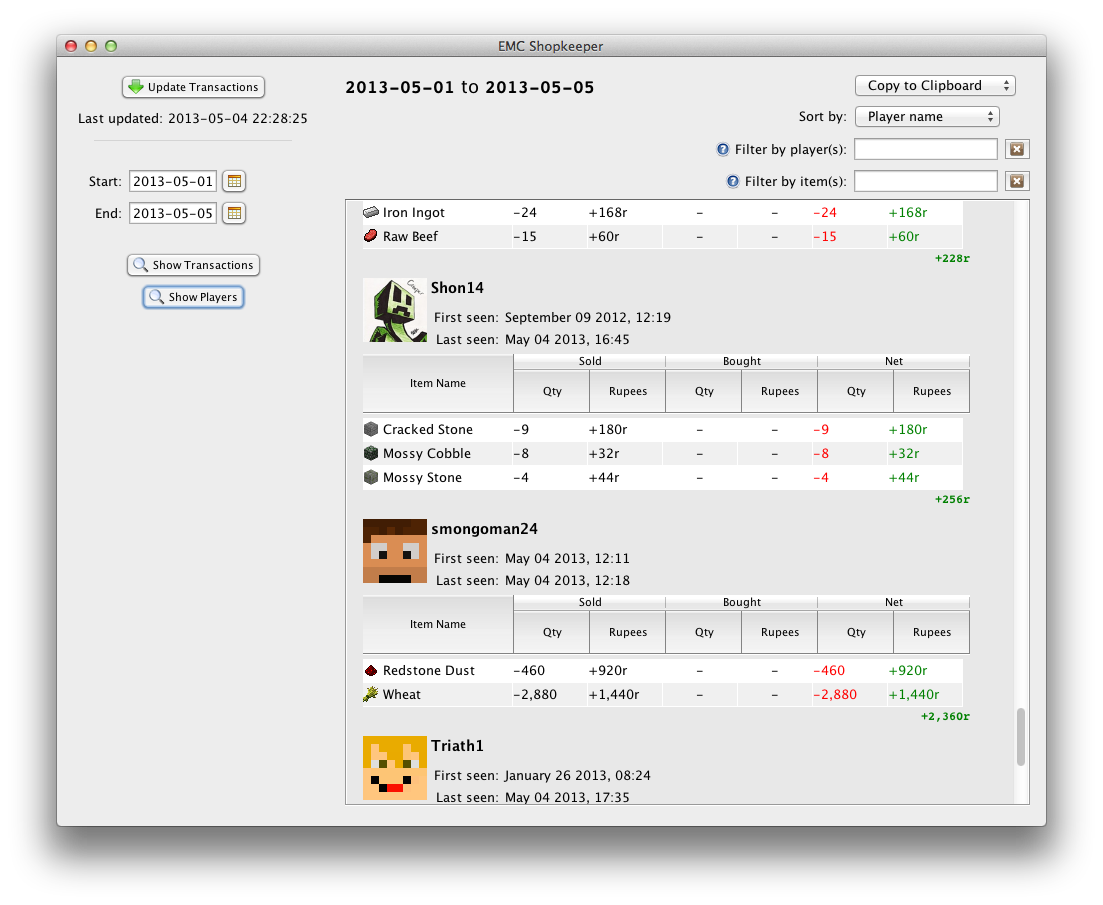 EMC Shopkeeper
Update Transactions
Last updated: 2013-05-04 22:28:25
Start: 2013-05-01
End: 2013-05-05
Show Transactions
Show Players
2013-05-01 to 2013-05-05
Copy to Clipboard
Sort by: Player name
Filter by player(s):
Filter by item(s):
Iron Ingot -24 +168r - - -24 +168r
Raw Beef -15 +60r - - -15 +60r
+228r
Shon14
First seen: September 09 2012, 12:19
Last seen: May 04 2013, 16:45
Item Name Sold Bought Net
Qty Rupees Qty Rupees Qty Rupees
Cracked Stone -9 +180r - - -9 +180r
Mossy Cobble -8 +32r - - -8 +32r
Mossy Stone -4 +44r - - -4 +44r
+256r
smongoman24
First seen: May 04 2013, 12:11
Last seen: May 04 2013, 12:18
Item Name Sold Bought Net
Qty Rupees Qty Rupees Qty Rupees
Redstone Dust -460 +920r - - -460 +920r
Wheat -2,880 +1,440r - - -2,880 +1,440r
+2,360r
Triath1
First seen: January 26 2013, 08:24
Last seen: May 04 2013, 17:35